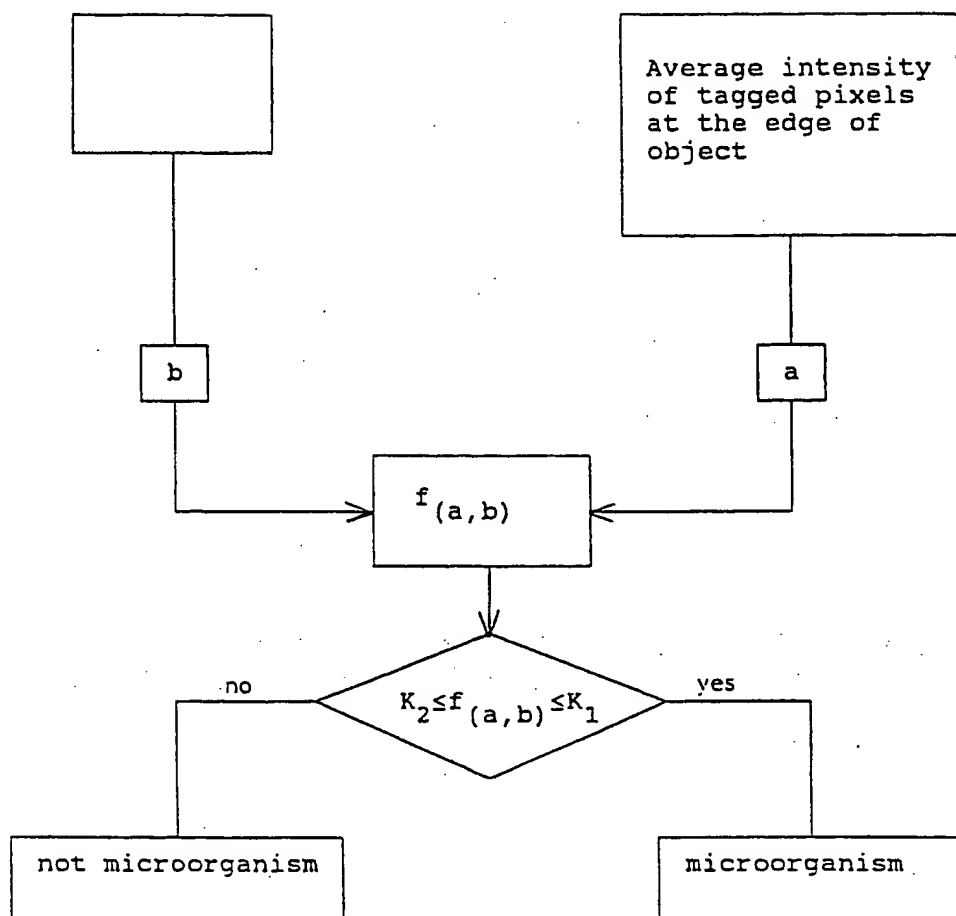 Average intensity
of tagged pixels
at the edge of
object
b
a
f(a,b)
no
K2≤f(a,b)≤K1
yes
not microorganism
microorganism